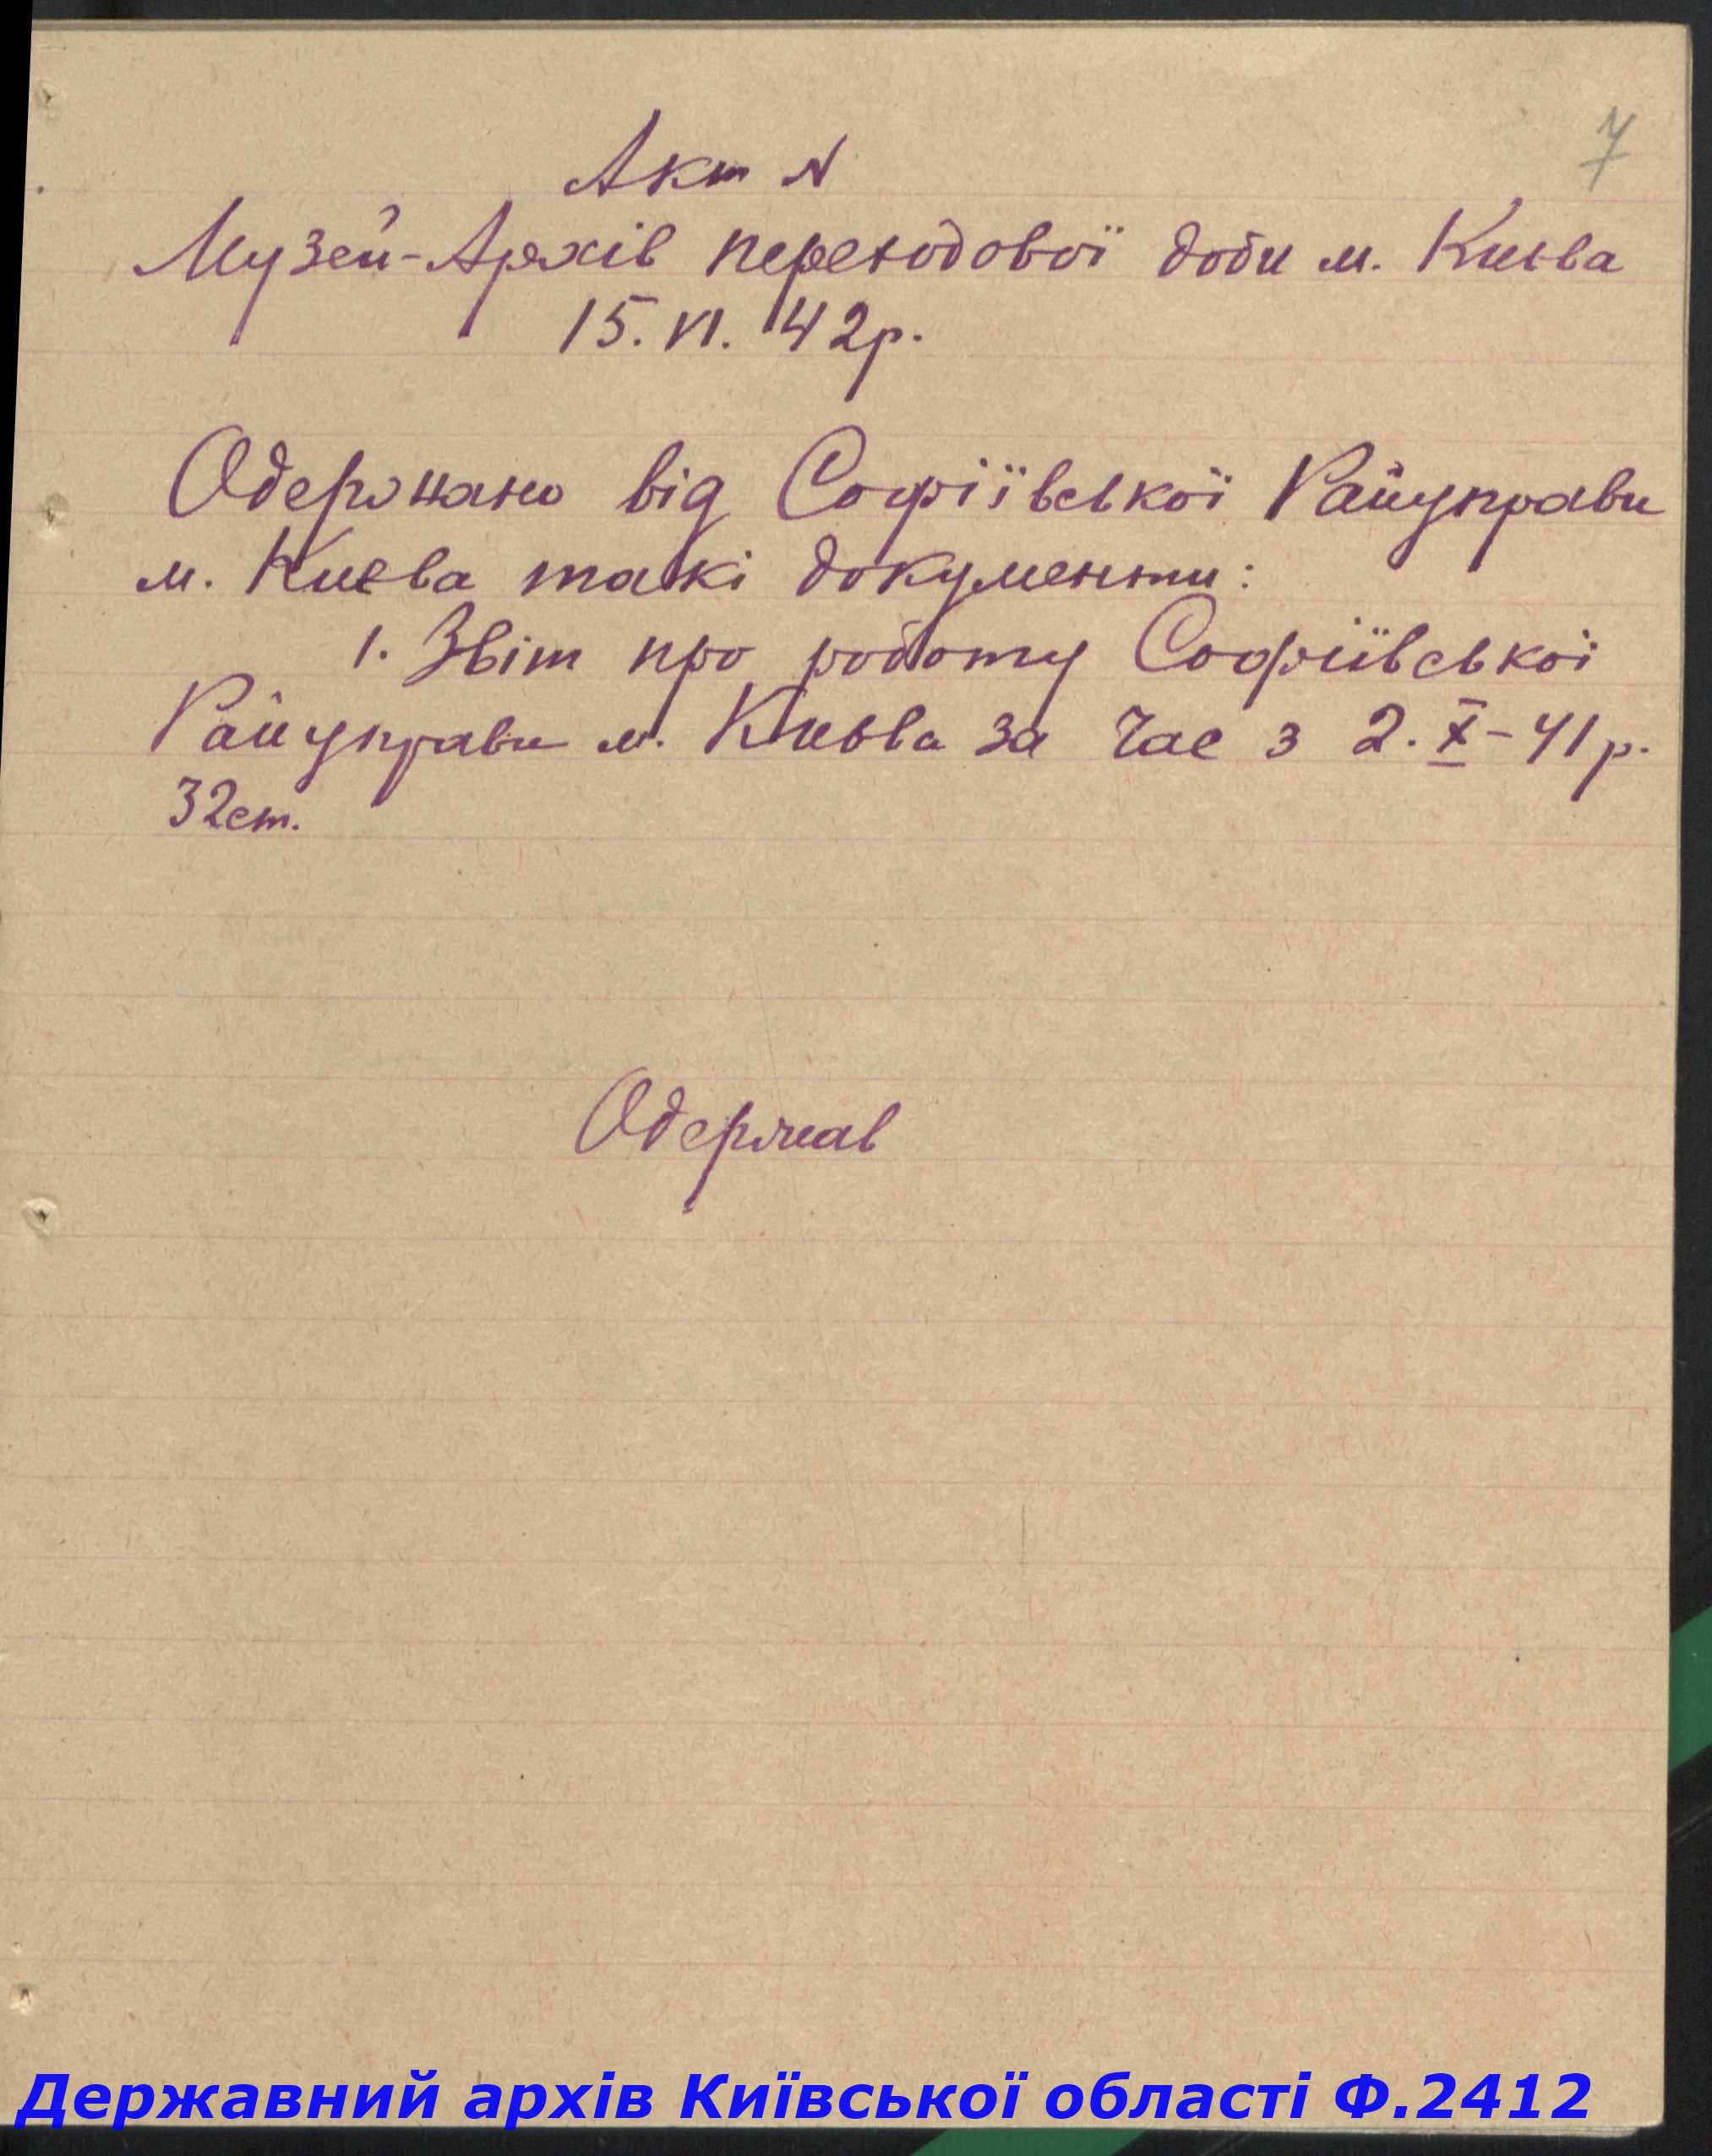 7
Акт N
Музей-Архів переходової доби м. Києва
15. VI. 42р.
Одержано від Софіївської Райуправи
м. Києва такі документи:
1. Звіт про роботу Софіївської
Райуправи м. Києва за час з 2. X - 41 р.
32 ст.
Одержав
Державний архів Київської області Ф.2412